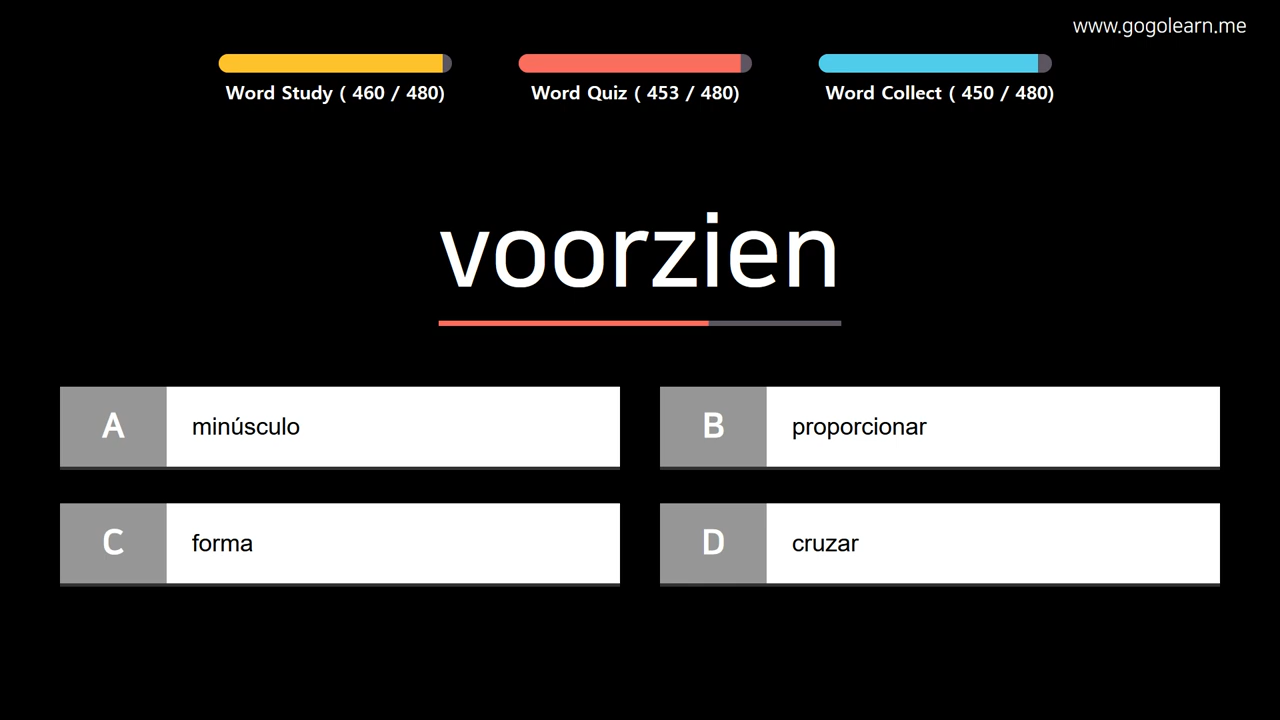 www.gogolearn.me
Word Study ( 460 / 480)
Word Quiz ( 453 / 480)
Word Collect ( 450 / 480)
voorzien
A minúsculo
B proporcionar
C forma
D cruzar